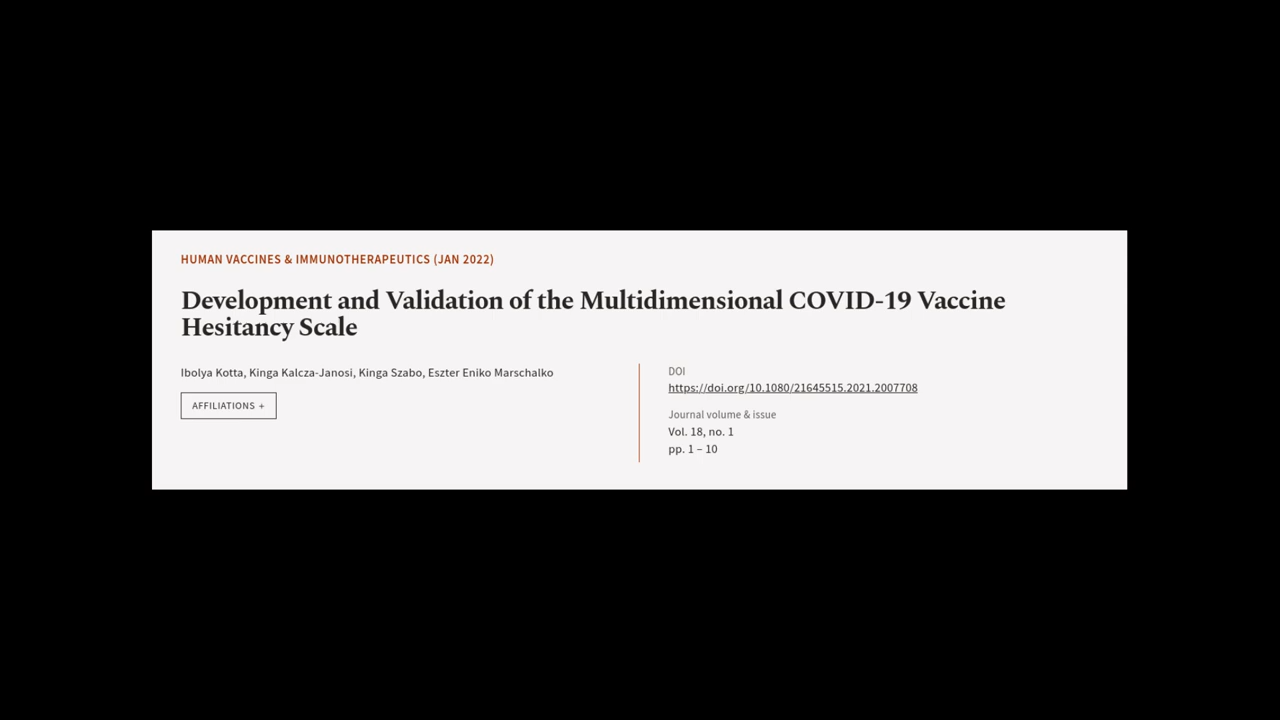 HUMAN VACCINES & IMMUNOTHERAPEUTICS (JAN 2022)
Development and Validation of the Multidimensional COVID-19 Vaccine
Hesitancy Scale
Ibolya Kotta, Kinga Kalcza-Janosi, Kinga Szabo, Eszter Eniko Marschalko
AFFILIATIONS +
DOI
https://doi.org/10.1080/21645515.2021.2007708
Journal volume & issue
Vol. 18, no. 1
pp. 1 – 10